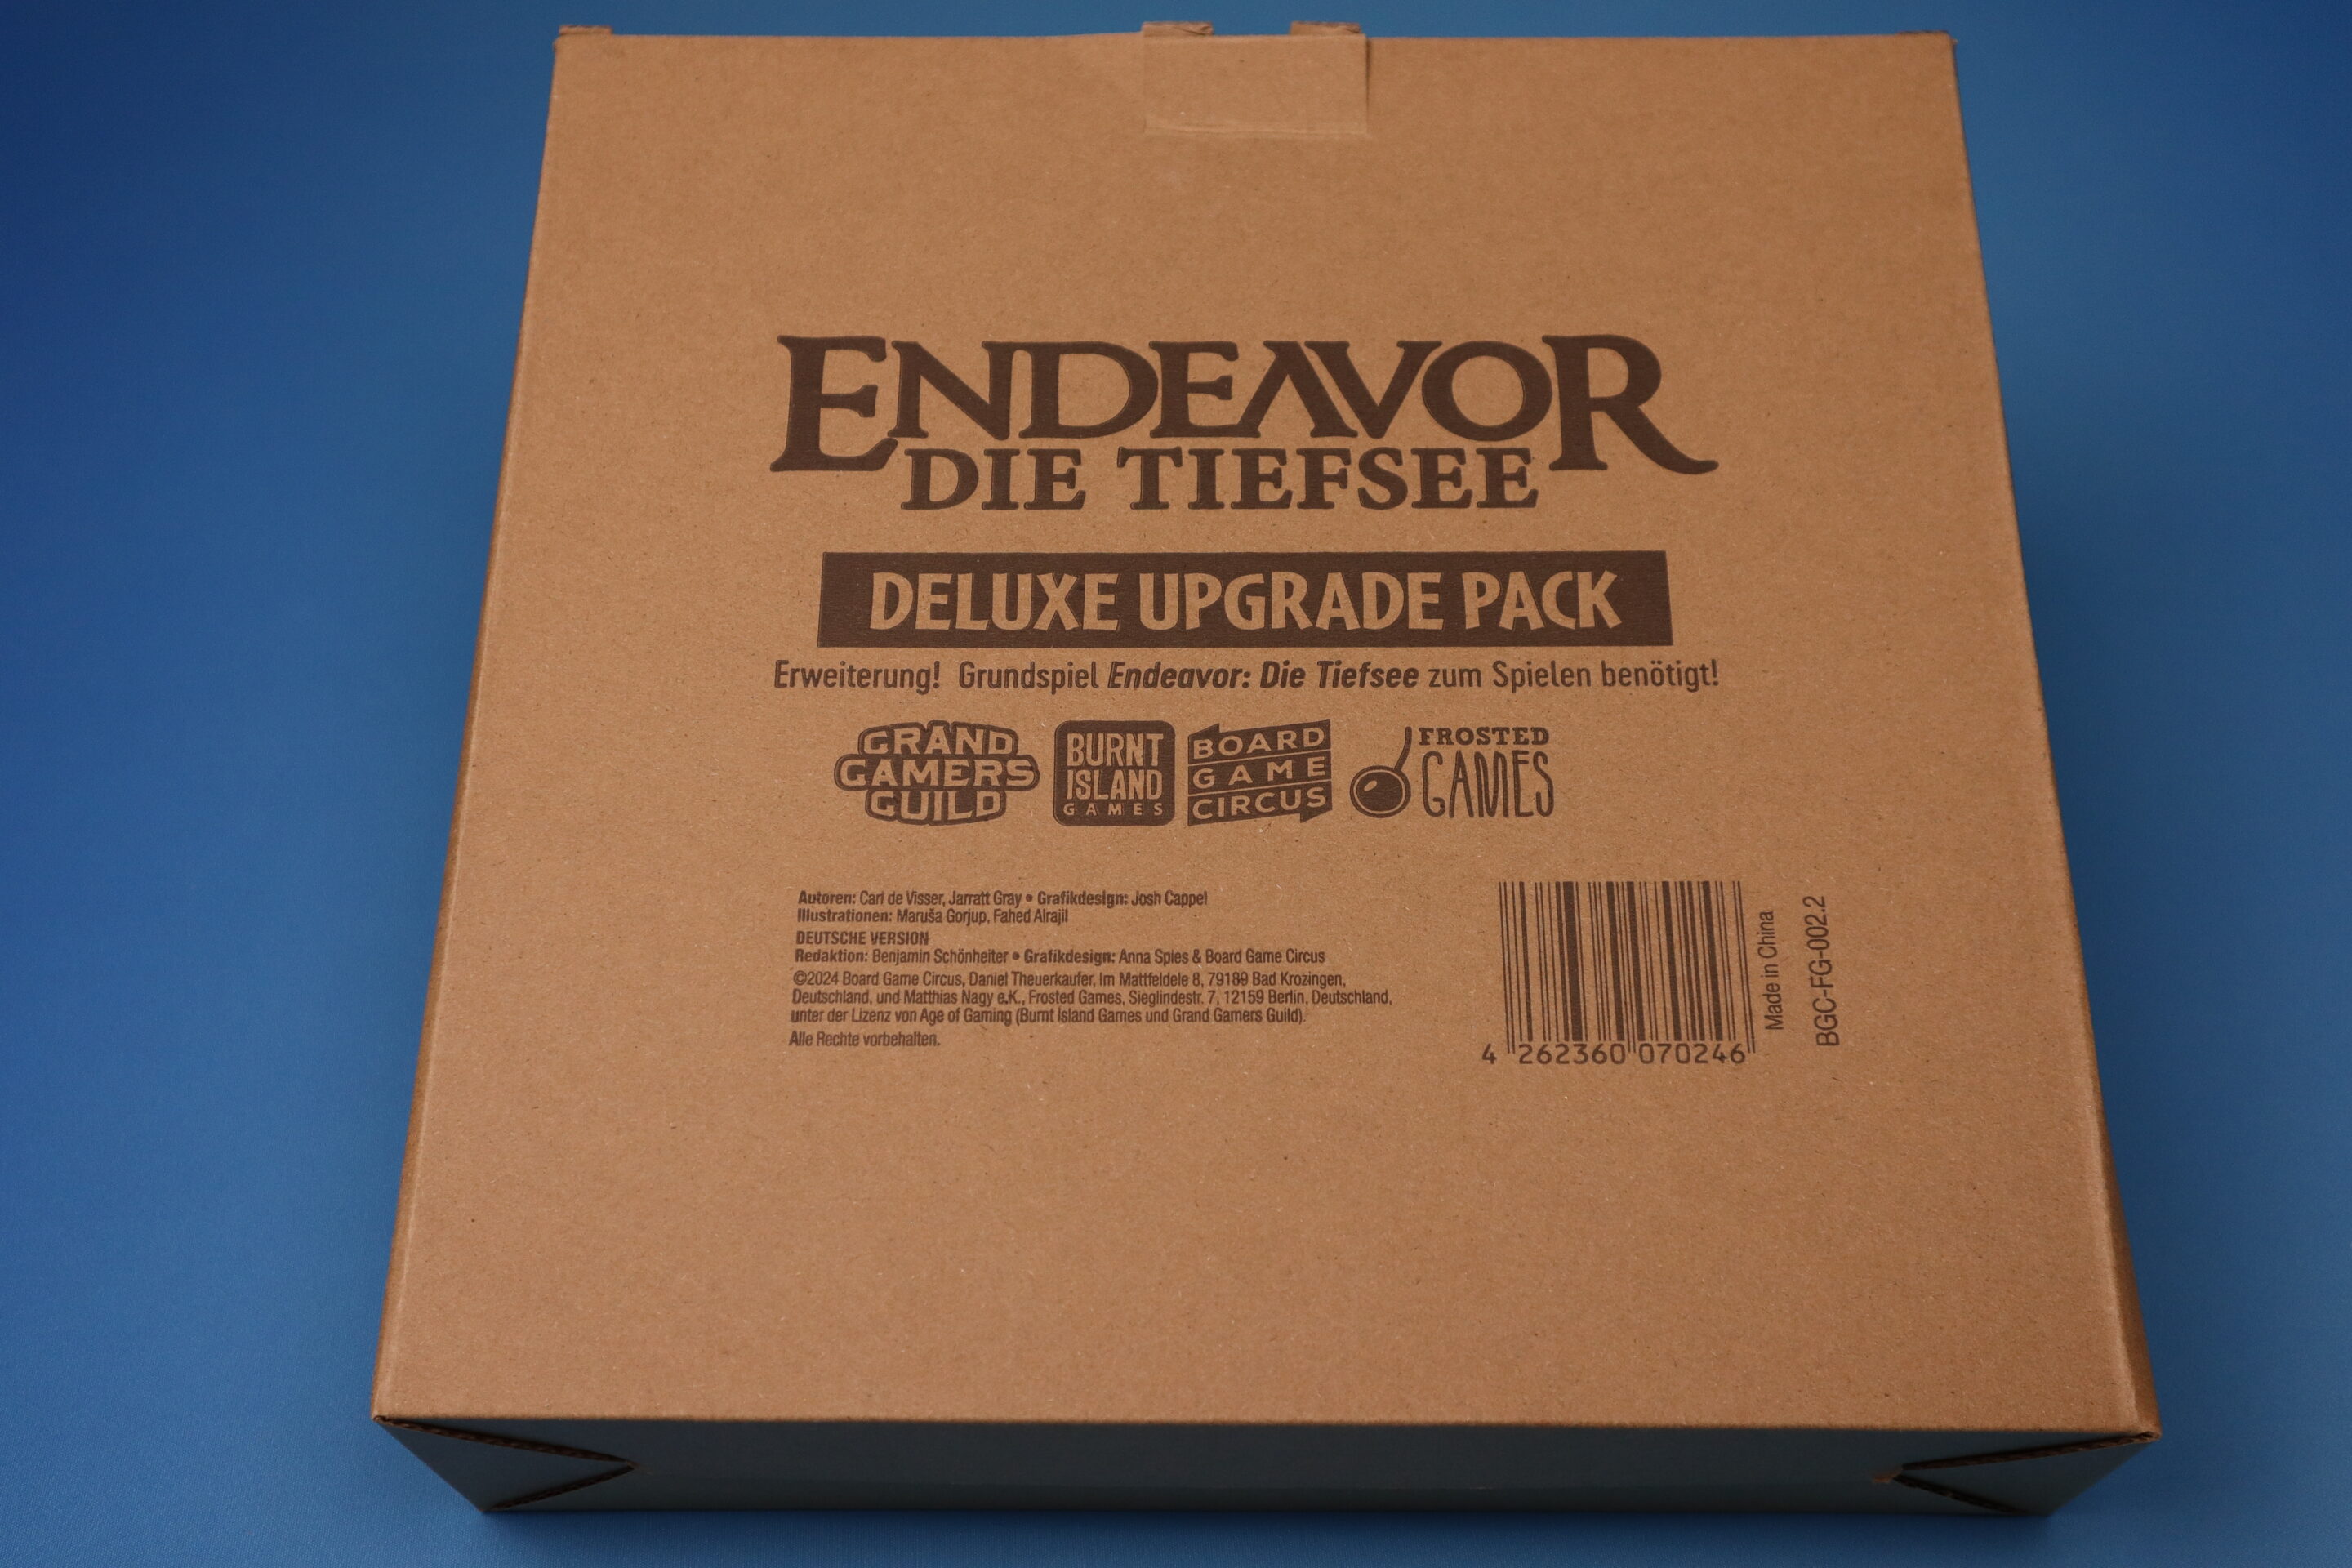 ENDEAVOR
DIE TIEFSEE
DELUXE UPGRADE PACK
Erweiterung! Grundspiel Endeavor: Die Tiefsee zum Spielen benötigt!
GRAND
GAMERS
GUILD
BURNT
ISLAND
GAMES
BOARD
GAME
CIRCUS
FROSTED
GAMES
Autoren: Carl de Visser, Jarratt Gray • Grafikdesign: Josh Cappel
Illustrationen: Maruša Gorjup, Fahed Alrajil
DEUTSCHE VERSION
Redaktion: Benjamin Schönheiter • Grafikdesign: Anna Spies & Board Game Circus
©2024 Board Game Circus, Daniel Theuerkaufer, Im Mattfeldele 8, 79189 Bad Krozingen,
Deutschland, und Matthias Nagy e.K., Frosted Games, Sieglindestr. 7, 12159 Berlin, Deutschland,
unter der Lizenz von Age of Gaming (Burnt Island Games und Grand Gamers Guild).
Alle Rechte vorbehalten.
4 262360 070246
Made in China
BGC-FG-002.2